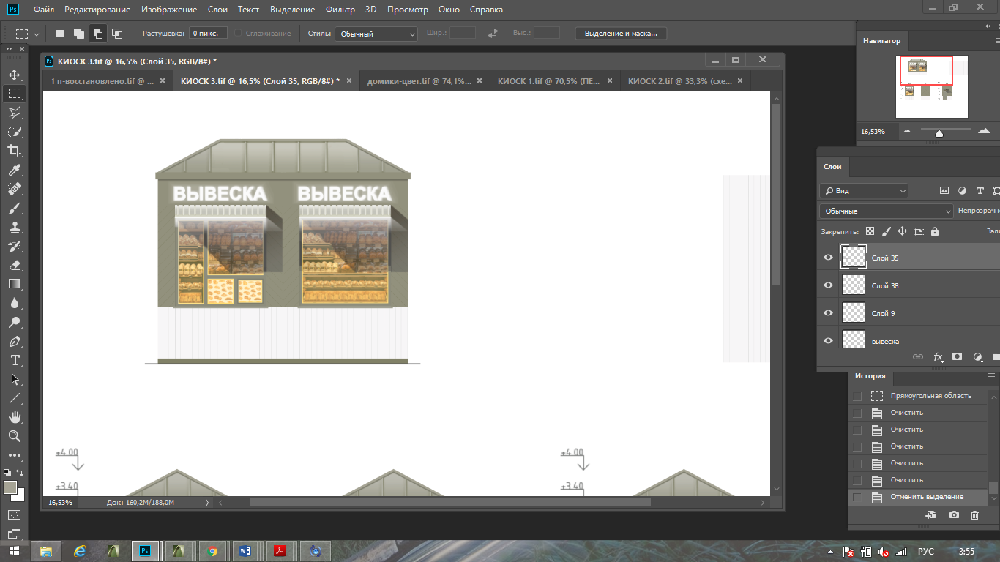 Ps Файл Редактирование Изображение Слои Текст Выделение Фильтр 3D Просмотр Окно Справка
Растушевка: 0 пикс. Сглаживание Стиль: Обычный Шир.: Выс.: Выделение и маска...
Ps КИОСК 3.tif @ 16,5% (Слой 35, RGB/8#) *
1 п-восстановлено.tif @ ... КИОСК 3.tif @ 16,5% (Слой 35, RGB/8#) * домики-цвет.tif @ 74,1%... КИОСК 1.tif @ 70,5% (ПЕ... КИОСК 2.tif @ 33,3% (схе...
ВЫВЕСКА ВЫВЕСКА
+4.00 +4.00
+3.40 +3.40
16,53% Док: 160,2M/188,0M
Навигатор
16,53%
Слои
Вид
Обычные Непрозрачн
Закрепить: Зали
Слой 35
Слой 38
Слой 9
вывеска
fx
История
Прямоугольная область
Очистить
Очистить
Очистить
Очистить
Очистить
Отменить выделение
Ps РУС 3:55